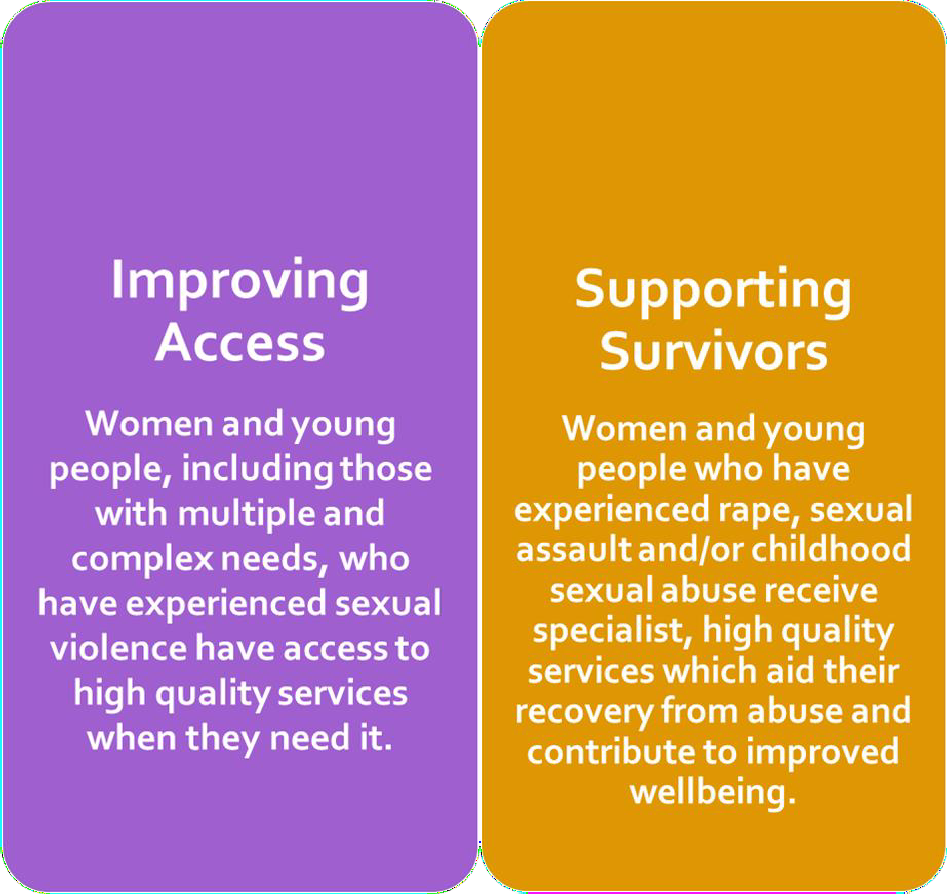 Improving
Access
Women and young
people, including those
with multiple and
complex needs, who
have experienced sexual
violence have access to
high quality services
when they need it.
Supporting
Survivors
Women and young
people who have
experienced rape, sexual
assault and/or childhood
sexual abuse receive
specialist, high quality
services which aid their
recovery from abuse and
contribute to improved
wellbeing.